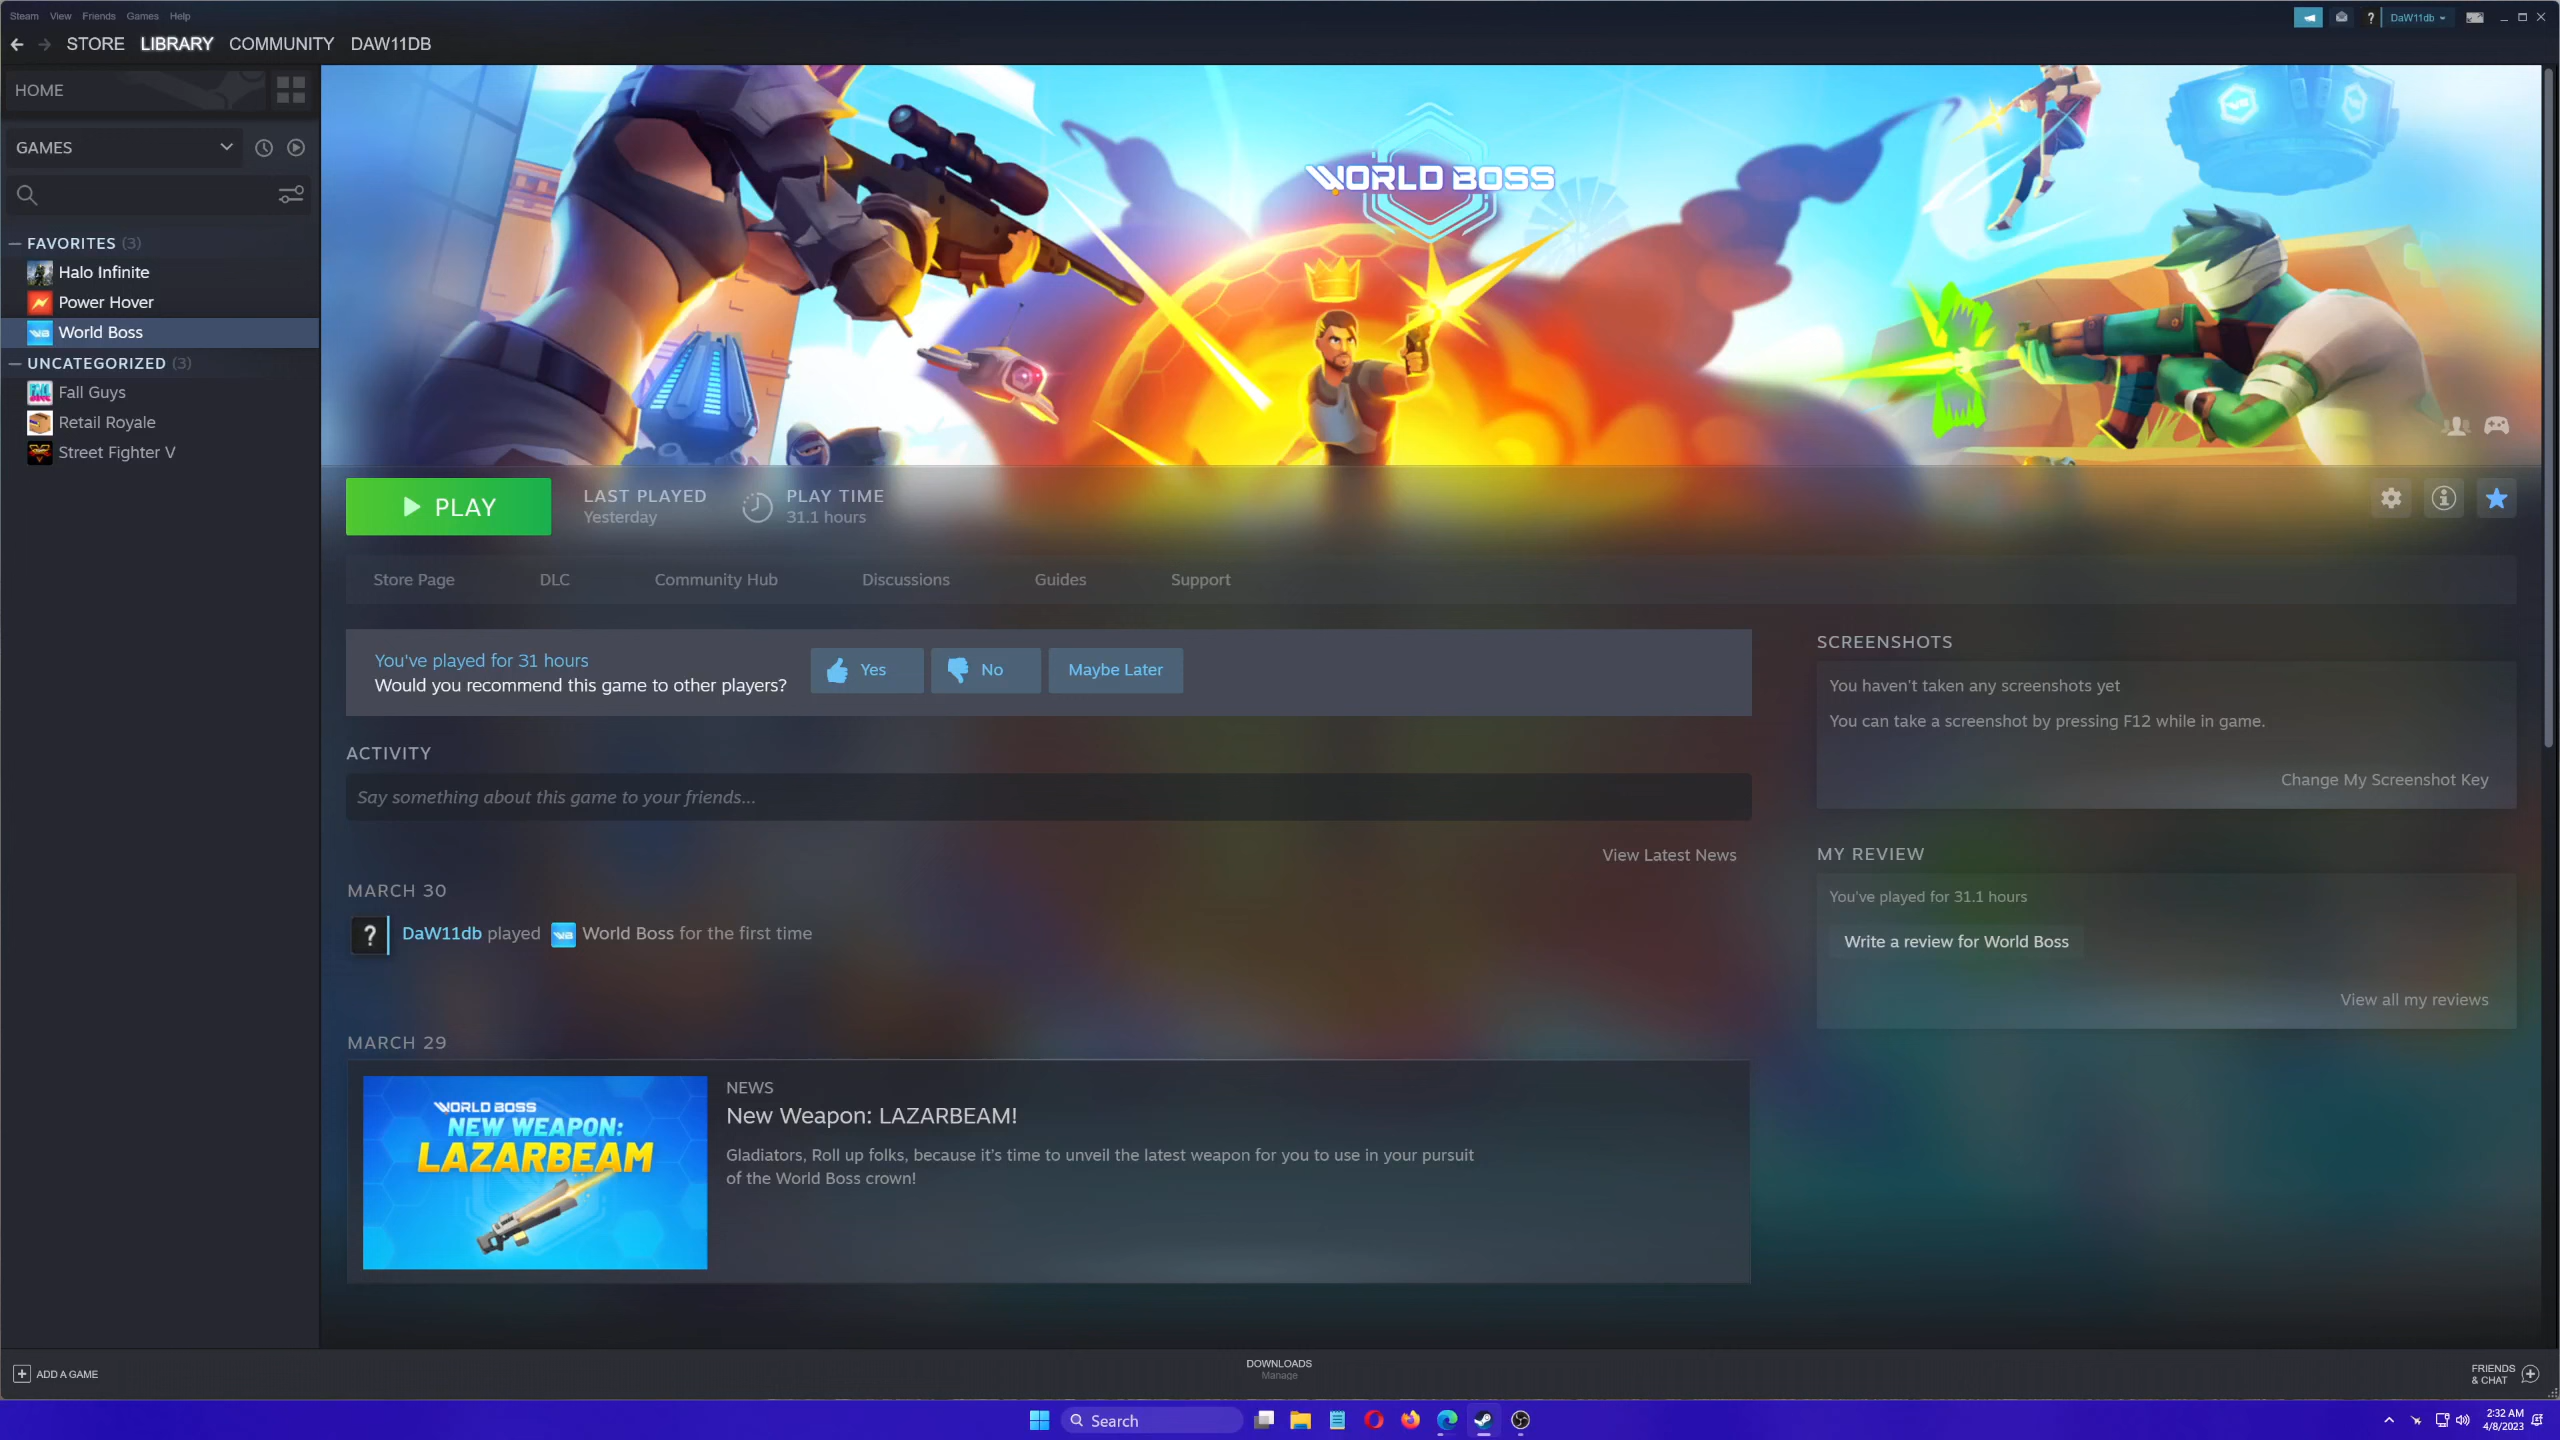 Steam View Friends Games Help
DaW11db
STORE LIBRARY COMMUNITY DAW11DB
HOME
GAMES
FAVORITES (3)
Halo Infinite
Power Hover
World Boss
UNCATEGORIZED (3)
Fall Guys
Retail Royale
Street Fighter V
WORLD BOSS
PLAY
LAST PLAYED
Yesterday
PLAY TIME
31.1 hours
Store Page DLC Community Hub Discussions Guides Support
You've played for 31 hours
Would you recommend this game to other players?
Yes No Maybe Later
ACTIVITY
Say something about this game to your friends...
View Latest News
MARCH 30
? DaW11db played World Boss for the first time
MARCH 29
WORLD BOSS
NEW WEAPON:
LAZARBEAM
NEWS
New Weapon: LAZARBEAM!
Gladiators, Roll up folks, because it's time to unveil the latest weapon for you to use in your pursuit
of the World Boss crown!
SCREENSHOTS
You haven't taken any screenshots yet
You can take a screenshot by pressing F12 while in game.
Change My Screenshot Key
MY REVIEW
You've played for 31.1 hours
Write a review for World Boss
View all my reviews
ADD A GAME
DOWNLOADS
Manage
FRIENDS
& CHAT
Search
2:32 AM
4/8/2023